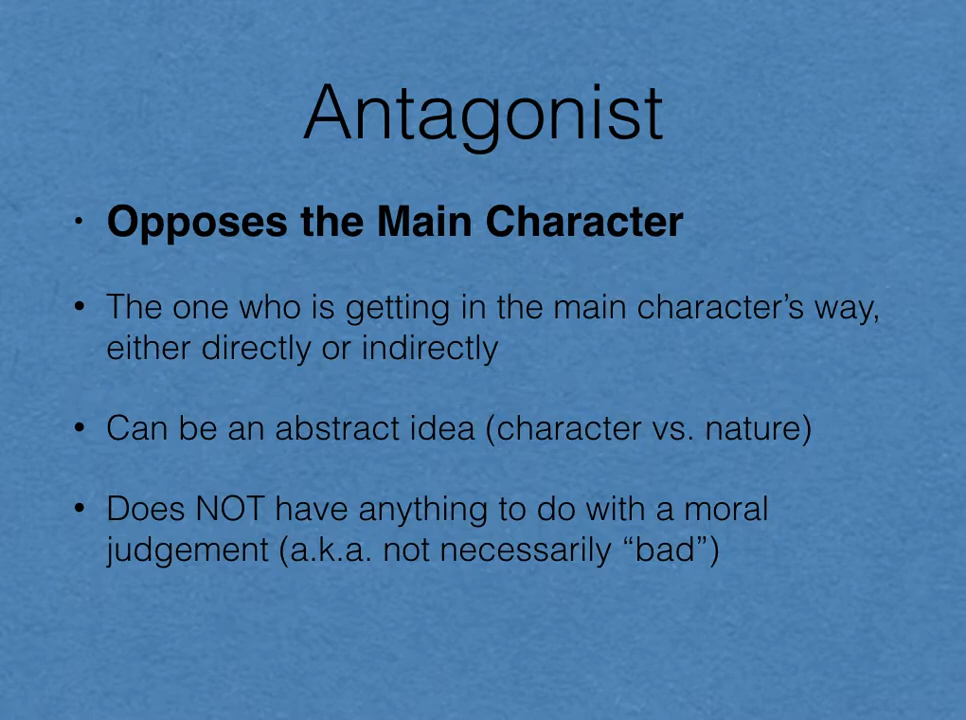 Antagonist
• Opposes the Main Character
• The one who is getting in the main character’s way,
either directly or indirectly
• Can be an abstract idea (character vs. nature)
• Does NOT have anything to do with a moral
judgement (a.k.a. not necessarily “bad”)